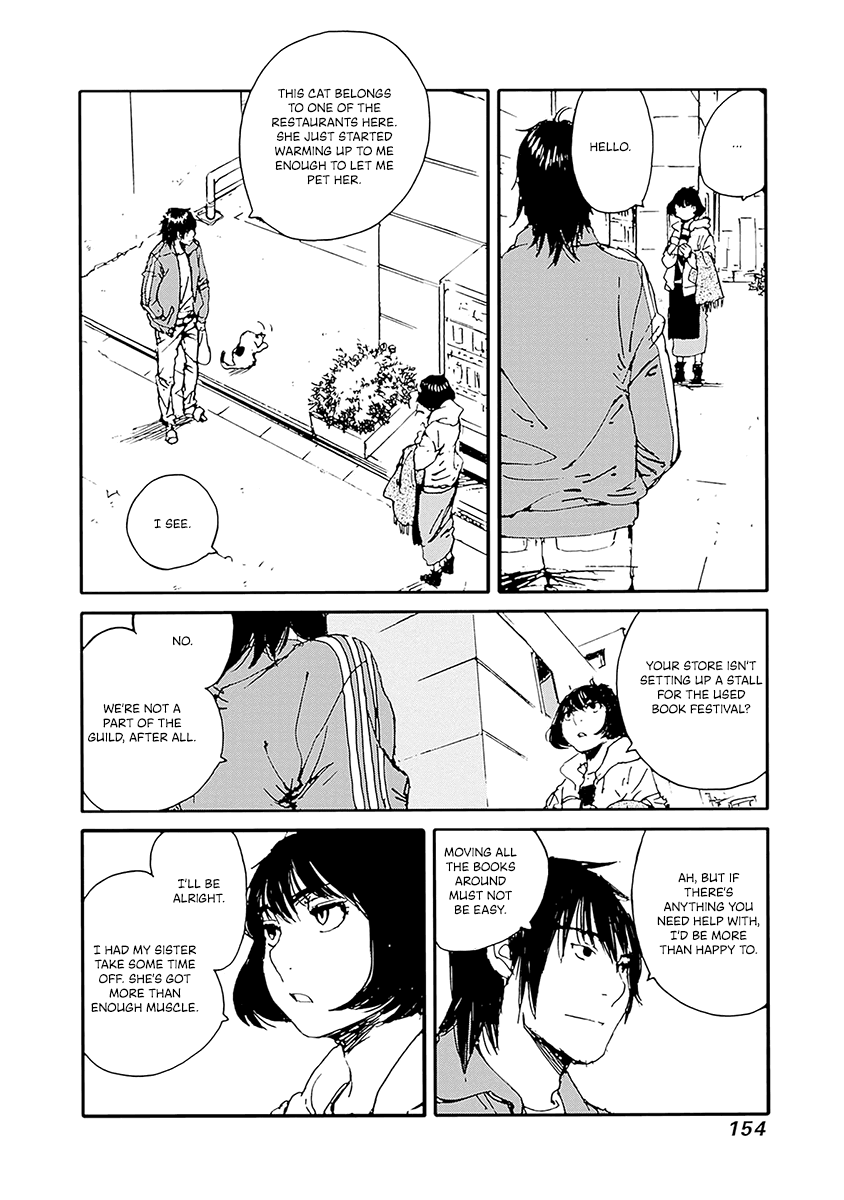 ...
HELLO.
THIS CAT BELONGS
TO ONE OF THE
RESTAURANTS HERE.
SHE JUST STARTED
WARMING UP TO ME
ENOUGH TO LET ME
PET HER.
I SEE.
YOUR STORE ISN'T
SETTING UP A STALL
FOR THE USED
BOOK FESTIVAL?
NO.
WE'RE NOT A
PART OF THE
GUILD, AFTER ALL.
AH, BUT IF
THERE'S
ANYTHING YOU
NEED HELP WITH,
I'D BE MORE
THAN HAPPY TO.
MOVING ALL
THE BOOKS
AROUND
MUST NOT
BE EASY.
I'LL BE
ALRIGHT.
I HAD MY SISTER
TAKE SOME TIME
OFF. SHE'S GOT
MORE THAN
ENOUGH MUSCLE.
154